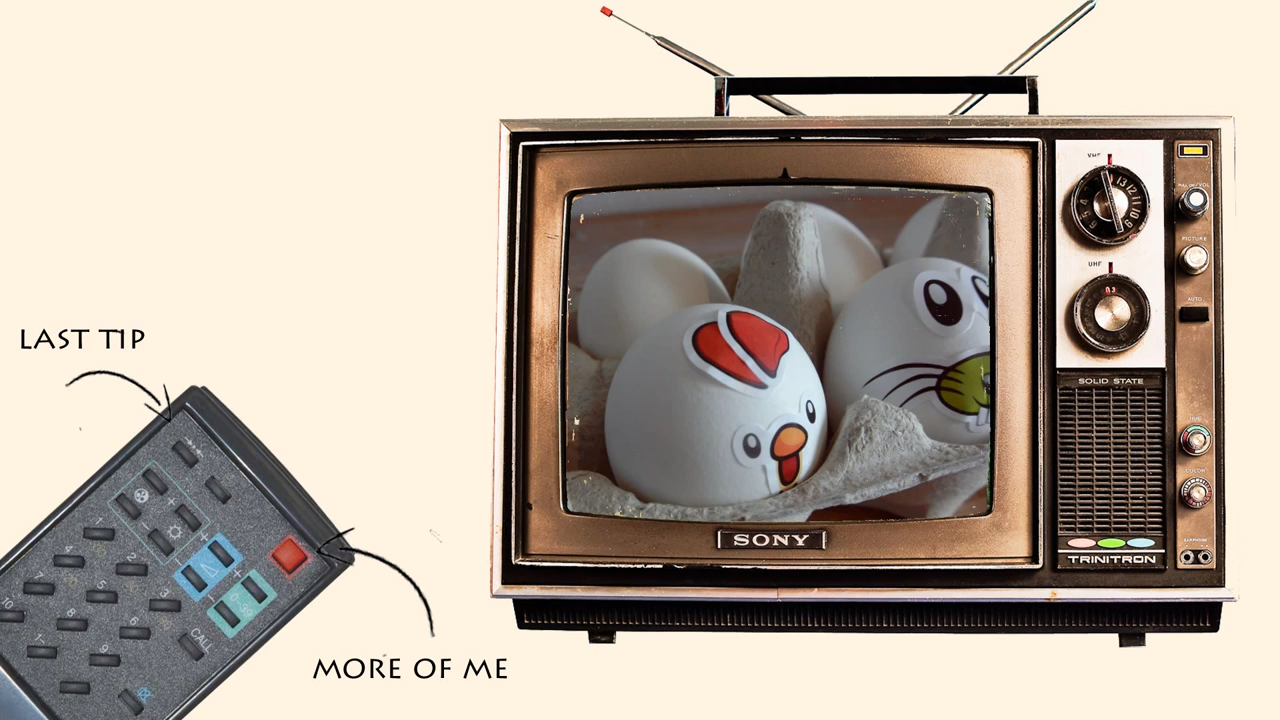 LAST TIP
MORE OF ME
SONY
VHF
UHF
PICTURE
AUTO
SOLID STATE
COLOR
TRINITRON
CALL